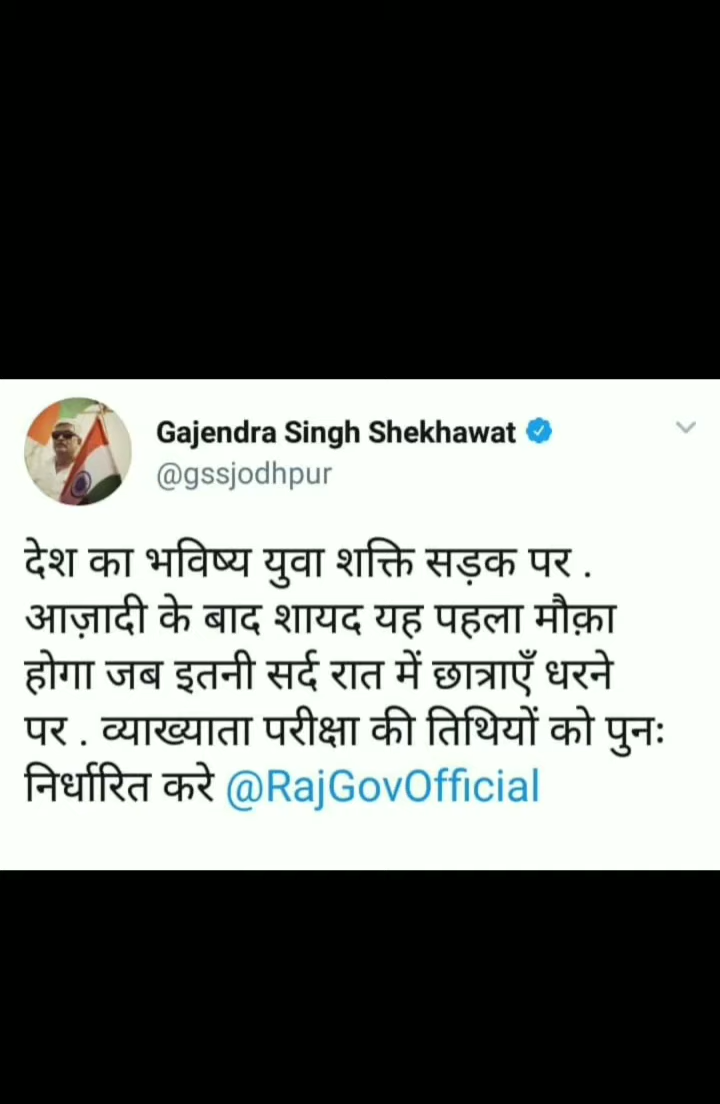 Gajendra Singh Shekhawat
@gssjodhpur
देश का भविष्य युवा शक्ति सड़क पर .
आज़ादी के बाद शायद यह पहला मौक़ा
होगा जब इतनी सर्द रात में छात्राएँ धरने
पर . व्याख्याता परीक्षा की तिथियों को पुनः
निर्धारित करे @RajGovOfficial